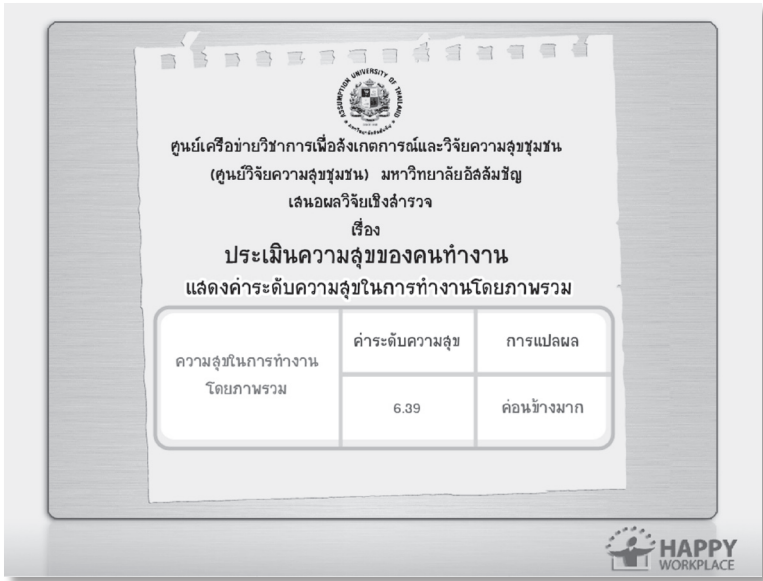 ASSUMPTION UNIVERSITY OF THAILAND
ศูนย์เครือข่ายวิชาการเพื่อสังเกตการณ์และวิจัยความสุขชุมชน
(ศูนย์วิจัยความสุขชุมชน) มหาวิทยาลัยอัสสัมชัญ
เสนอผลวิจัยเชิงสำรวจ
เรื่อง
ประเมินความสุขของคนทำงาน
แสดงค่าระดับความสุขในการทำงานโดยภาพรวม
ความสุขในการทำงาน
โดยภาพรวม
ค่าระดับความสุข
การแปลผล
6.39
ค่อนข้างมาก
HAPPY
WORKPLACE